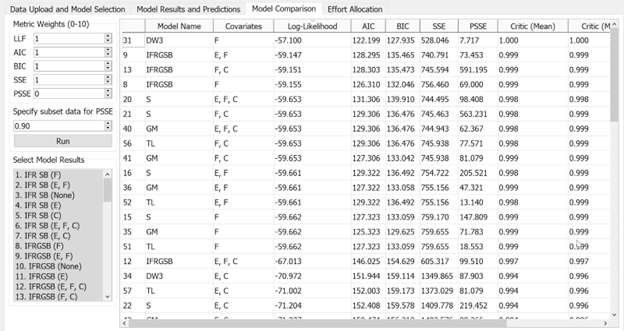 Data Upload and Model Selection Model Results and Predictions Model Comparison Effort Allocation
Metric Weights (0-10)
LLF 1
AIC 1
BIC 1
SSE 1
PSSE 0
Specify subset data for PSSE
0.90
Run
Select Model Results
1. IFR SB (F)
2. IFR SB (E, F)
3. IFR SB (None)
4. IFR SB (E)
5. IFR SB (C)
6. IFR SB (E, F, C)
7. IFR SB (E, C)
8. IFRGSB (F)
9. IFRGSB (E, F)
10. IFRGSB (None)
11. IFRGSB (E)
12. IFRGSB (E, F, C)
13. IFRGSB (F, C)
Model Name Covariates Log-Likelihood AIC BIC SSE PSSE Critic (Mean) Critic (M
31 DW3 F -57.100 122.199 127.935 528.046 7.717 1.000 1.000
9 IFRGSB E, F -59.147 128.295 135.465 740.791 73.453 0.999 0.999
13 IFRGSB F, C -59.151 128.303 135.473 745.594 591.195 0.999 0.999
8 IFRGSB F -59.155 126.310 132.046 756.460 69.000 0.999 0.999
20 S E, F, C -59.653 131.306 139.910 744.495 98.408 0.998 0.998
21 S F, C -59.653 129.306 136.476 745.463 563.231 0.999 0.998
40 GM E, F, C -59.653 129.306 136.476 744.943 62.367 0.998 0.998
56 TL F, C -59.653 129.306 136.476 745.938 77.571 0.999 0.998
41 GM F, C -59.653 127.306 133.042 745.938 81.079 0.999 0.999
16 S E, F -59.661 129.322 136.492 754.722 205.521 0.998 0.998
36 GM E, F -59.661 127.322 133.058 755.156 47.321 0.999 0.999
52 TL E, F -59.661 129.322 136.492 755.156 13.140 0.998 0.998
15 S F -59.662 127.323 133.059 759.170 147.809 0.999 0.999
35 GM F -59.662 125.323 129.625 759.655 71.783 0.999 0.999
51 TL F -59.662 127.323 133.059 759.655 18.553 0.999 0.999
12 IFRGSB E, F, C -67.013 146.025 154.629 605.317 99.510 0.997 0.997
34 DW3 E, C -70.972 151.944 159.114 1349.865 87.903 0.994 0.996
57 TL E, C -71.002 152.003 159.173 1373.029 81.079 0.994 0.996
22 S E, C -71.204 152.408 159.578 1409.778 219.452 0.994 0.996